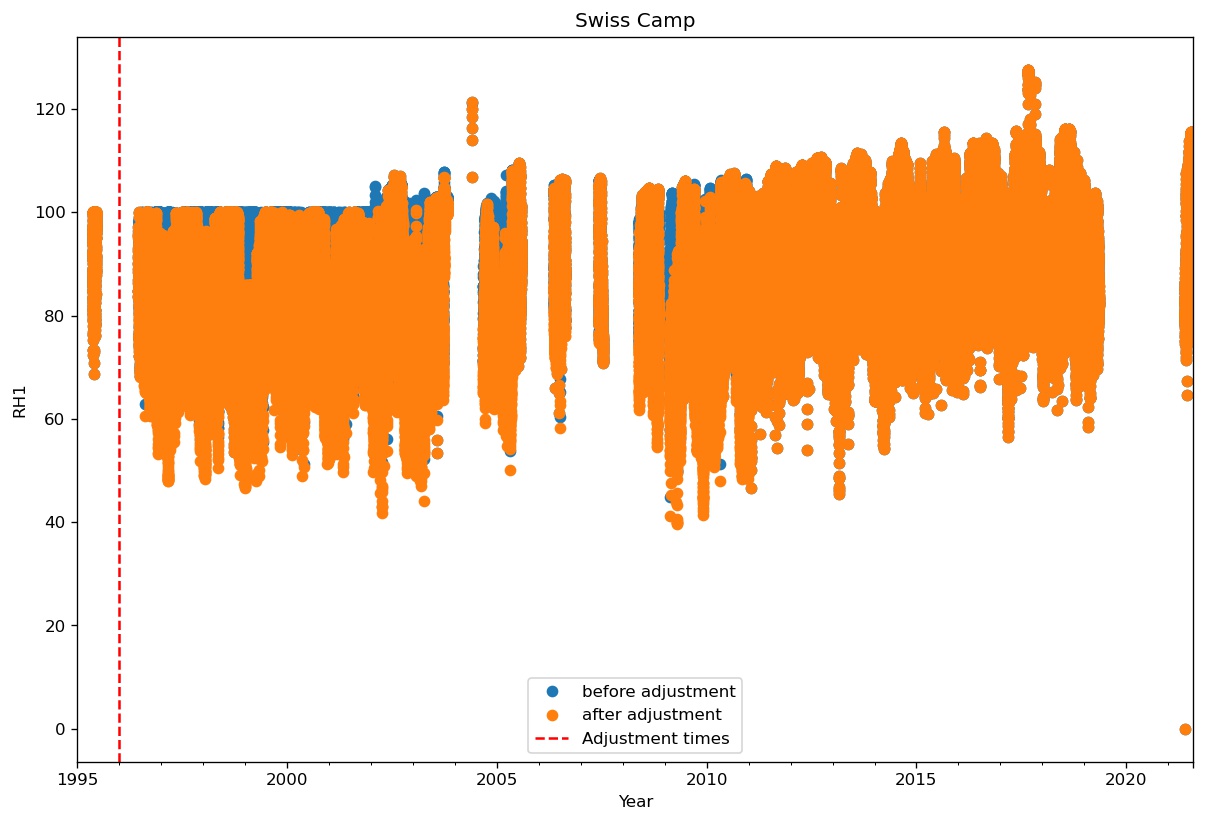 Swiss Camp
120
100
80
60
40
20
0
RH1
before adjustment
after adjustment
Adjustment times
1995 2000 2005 2010 2015 2020
Year